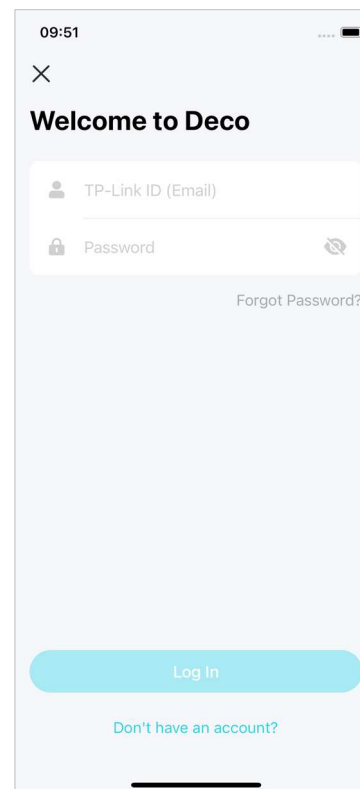 09:51
Welcome to Deco
TP-Link ID (Email)
Password
Forgot Password?
Log In
Don't have an account?